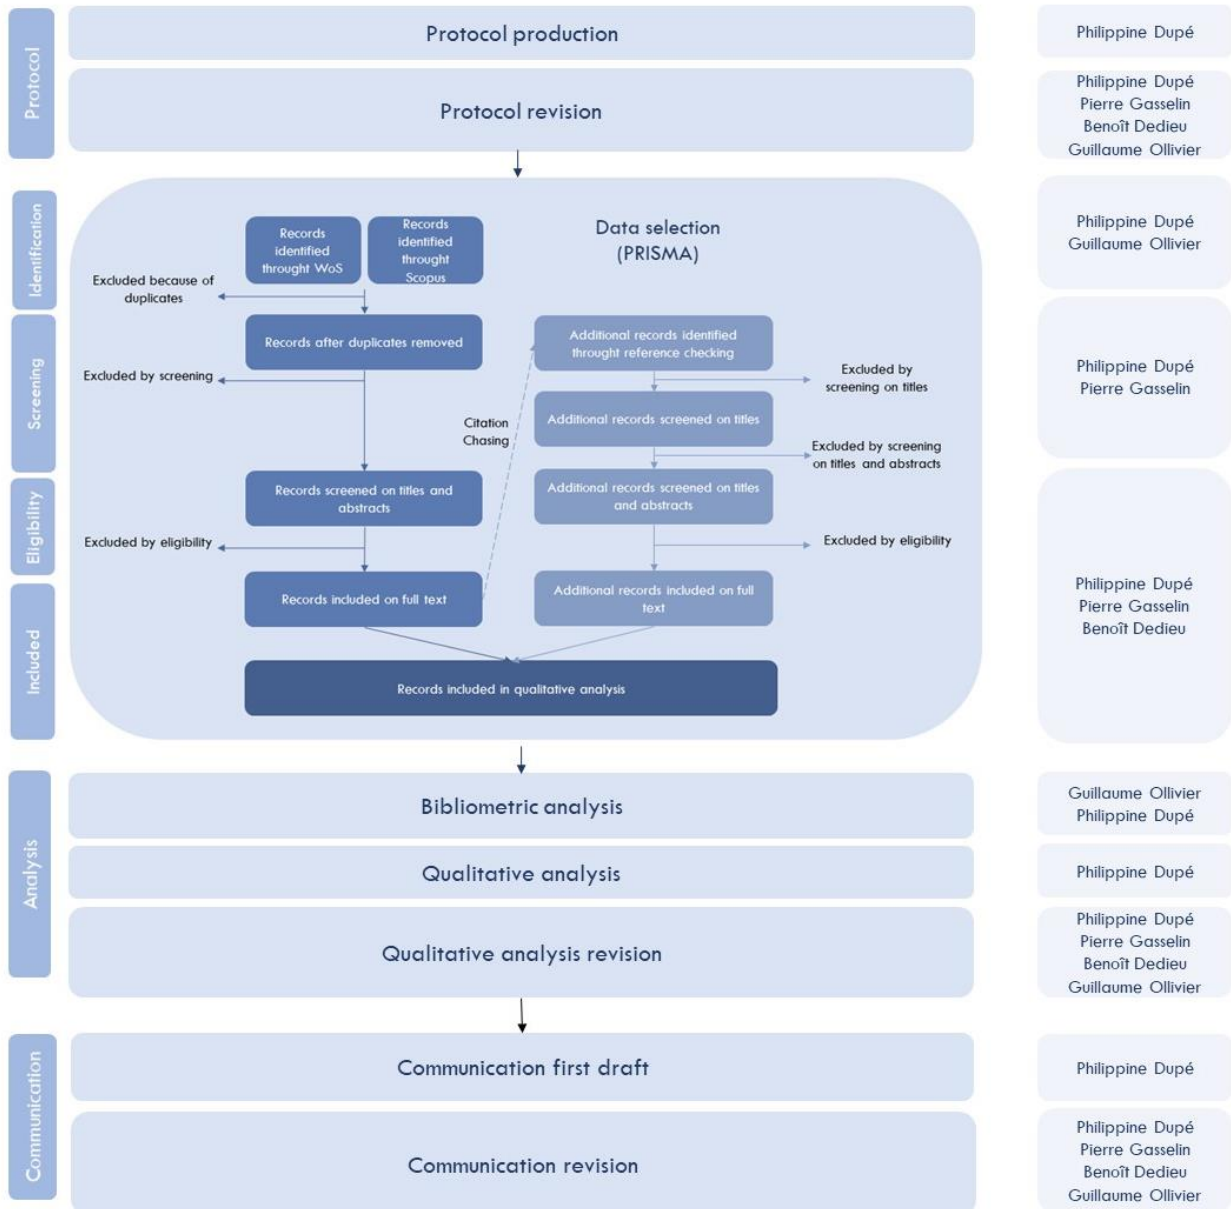 Protocol
Protocol production
Philippine Dupé
Protocol revision
Philippine Dupé
Pierre Gasselin
Benoît Dedieu
Guillaume Ollivier
Identification
Records
identified
throught WoS
Records
identified
throught
Scopus
Data selection
(PRISMA)
Philippine Dupé
Guillaume Ollivier
Excluded because of
duplicates
Screening
Records after duplicates removed
Additional records identified
throught reference checking
Excluded by screening
Excluded by
screening on titles
Philippine Dupé
Pierre Gasselin
Citation
Chasing
Additional records screened on titles
Excluded by screening
on titles and abstracts
Eligibility
Records screened on titles and
abstracts
Additional records screened on titles
and abstracts
Excluded by eligibility
Excluded by eligibility
Included
Records included on full text
Additional records included on full
text
Philippine Dupé
Pierre Gasselin
Benoît Dedieu
Records included in qualitative analysis
Analysis
Bibliometric analysis
Guillaume Ollivier
Philippine Dupé
Qualitative analysis
Philippine Dupé
Qualitative analysis revision
Philippine Dupé
Pierre Gasselin
Benoît Dedieu
Guillaume Ollivier
Communication
Communication first draft
Philippine Dupé
Communication revision
Philippine Dupé
Pierre Gasselin
Benoît Dedieu
Guillaume Ollivier